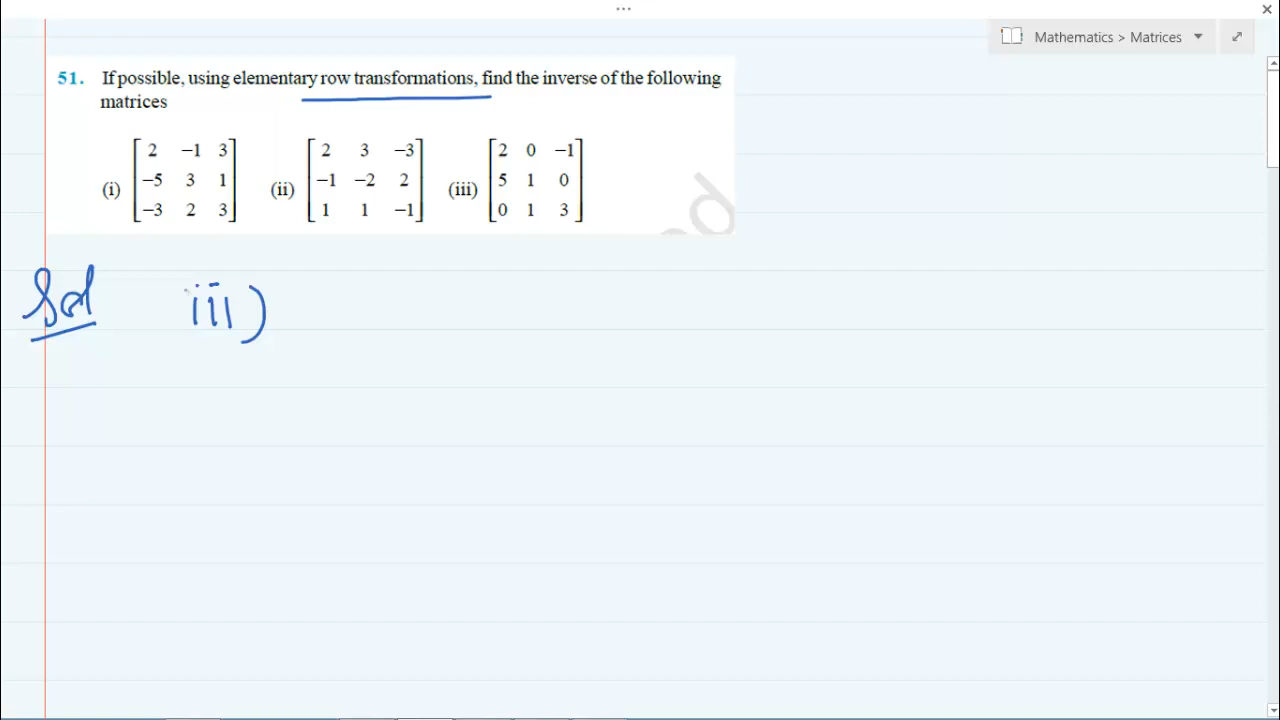 Mathematics > Matrices
51. If possible, using elementary row transformations, find the inverse of the following
matrices
(i) [2 −1 3
−5 3 1
−3 2 3]
(ii) [2 3 −3
−1 −2 2
1 1 −1]
(iii) [2 0 −1
5 1 0
0 1 3]
Sol iii)